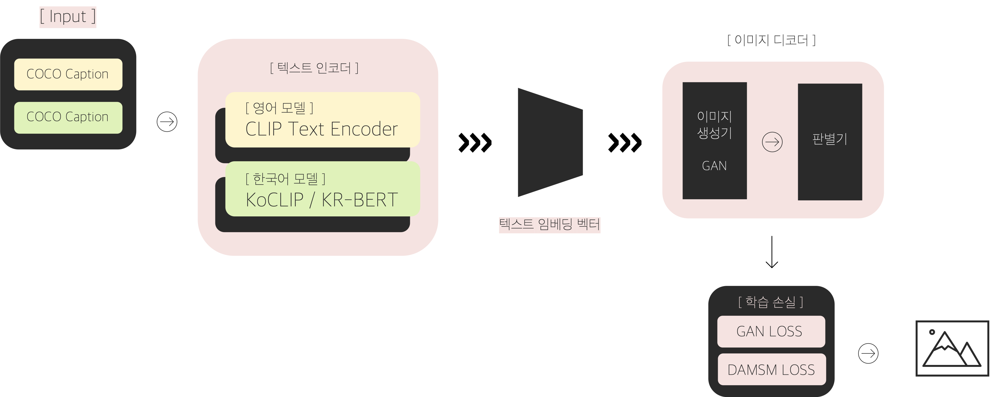 [ Input ]
COCO Caption
COCO Caption
[ 텍스트 인코더 ]
[ 영어 모델 ]
CLIP Text Encoder
[ 한국어 모델 ]
KoCLIP / KR-BERT
텍스트 임베딩 벡터
[ 이미지 디코더 ]
이미지
생성기
GAN
판별기
[ 학습 손실 ]
GAN LOSS
DAMSM LOSS